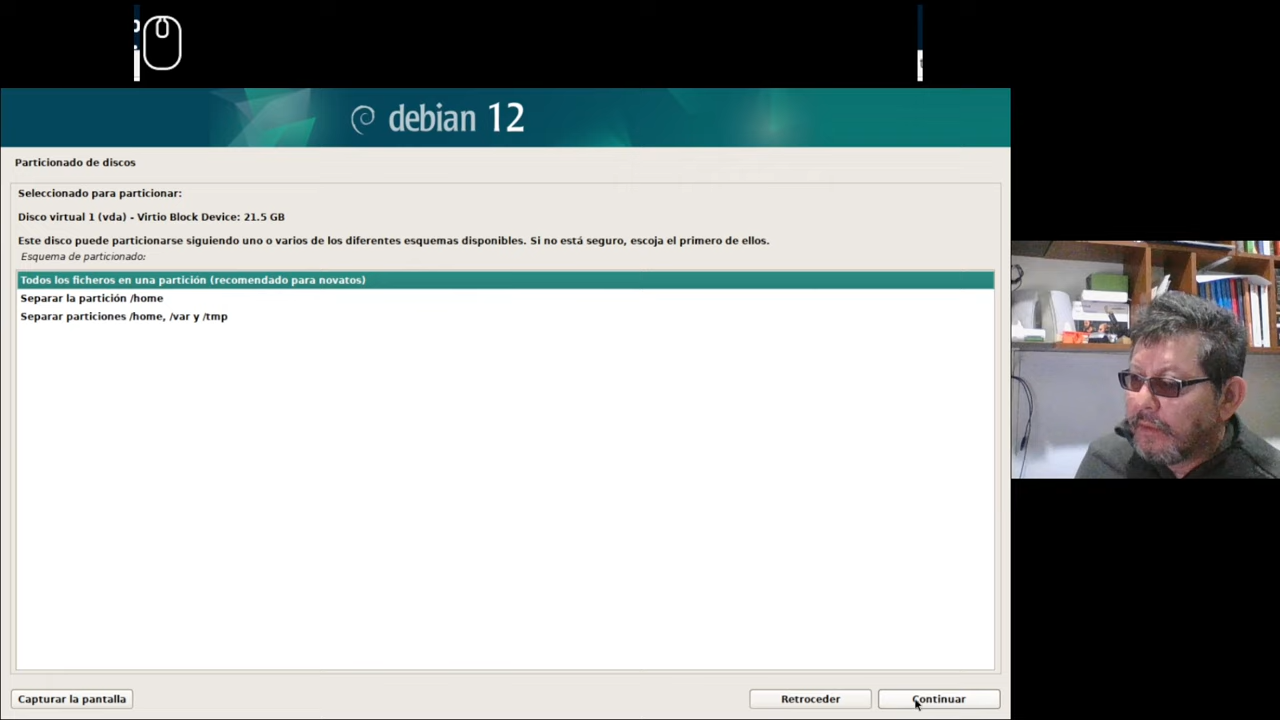 debian 12
Particionado de discos
Seleccionado para particionar:
Disco virtual 1 (vda) - Virtio Block Device: 21.5 GB
Este disco puede particionarse siguiendo uno o varios de los diferentes esquemas disponibles. Si no está seguro, escoja el primero de ellos.
Esquema de particionado:
Todos los ficheros en una partición (recomendado para novatos)
Separar la partición /home
Separar particiones /home, /var y /tmp
Capturar la pantalla
Retroceder
Continuar